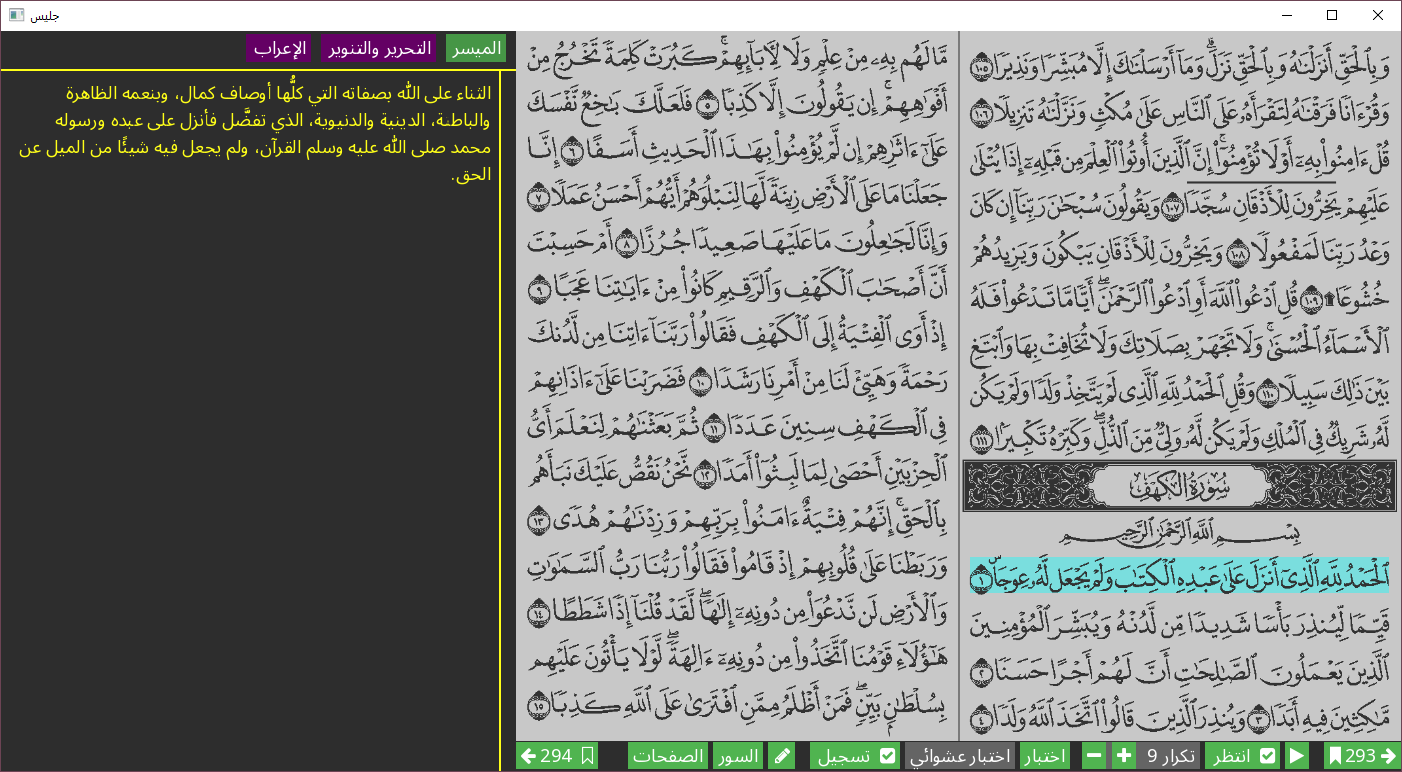 جليس
الميسر
التحرير والتنوير
الإعراب
الثناء على الله بصفاته التي كلُّها أوصاف كمال، وبنعمه الظاهرة
والباطنة، الدينية والدنيوية، الذي تفضَّل فأنزل على عبده ورسوله
محمد صلى الله عليه وسلم القرآن، ولم يجعل فيه شيئًا من الميل عن
الحق.
وَبِٱلْحَقِّ أَنزَلْنَٰهُ وَبِٱلْحَقِّ نَزَلَ ۗ وَمَآ أَرْسَلْنَٰكَ إِلَّا مُبَشِّرًا وَنَذِيرًا ١٠٥
وَقُرْءَانًا فَرَقْنَٰهُ لِتَقْرَأَهُۥ عَلَى ٱلنَّاسِ عَلَىٰ مُكْثٍ وَنَزَّلْنَٰهُ تَنزِيلًا ١٠٦
قُلْ ءَامِنُوا۟ بِهِۦٓ أَوْ لَا تُؤْمِنُوٓا۟ ۚ إِنَّ ٱلَّذِينَ أُوتُوا۟ ٱلْعِلْمَ مِن قَبْلِهِۦٓ إِذَا يُتْلَىٰ
عَلَيْهِمْ يَخِرُّونَ لِلْأَذْقَانِ سُجَّدًا ١٠٧ وَيَقُولُونَ سُبْحَٰنَ رَبِّنَآ إِن كَانَ
وَعْدُ رَبِّنَا لَمَفْعُولًا ١٠٨ وَيَخِرُّونَ لِلْأَذْقَانِ يَبْكُونَ وَيَزِيدُهُمْ
خُشُوعًا ۩ ١٠٩ قُلِ ٱدْعُوا۟ ٱللَّهَ أَوِ ٱدْعُوا۟ ٱلرَّحْمَٰنَ ۖ أَيًّا مَّا تَدْعُوا۟ فَلَهُ
ٱلْأَسْمَآءُ ٱلْحُسْنَىٰ ۚ وَلَا تَجْهَرْ بِصَلَاتِكَ وَلَا تُخَافِتْ بِهَا وَٱبْتَغِ
بَيْنَ ذَٰلِكَ سَبِيلًا ١١٠ وَقُلِ ٱلْحَمْدُ لِلَّهِ ٱلَّذِى لَمْ يَتَّخِذْ وَلَدًا وَلَمْ يَكُن
لَّهُۥ شَرِيكٌ فِى ٱلْمُلْكِ وَلَمْ يَكُن لَّهُۥ وَلِىٌّ مِّنَ ٱلذُّلِّ ۖ وَكَبِّرْهُ تَكْبِيرًۢا ١١١
سُورَةُ الكَهْفِ
بِسْمِ ٱللَّهِ ٱلرَّحْمَٰنِ ٱلرَّحِيمِ
ٱلْحَمْدُ لِلَّهِ ٱلَّذِىٓ أَنزَلَ عَلَىٰ عَبْدِهِ ٱلْكِتَٰبَ وَلَمْ يَجْعَل لَّهُۥ عِوَجَا ۜ ١
قَيِّمًا لِّيُنذِرَ بَأْسًا شَدِيدًا مِّن لَّدُنْهُ وَيُبَشِّرَ ٱلْمُؤْمِنِينَ
ٱلَّذِينَ يَعْمَلُونَ ٱلصَّٰلِحَٰتِ أَنَّ لَهُمْ أَجْرًا حَسَنًا ٢
مَّٰكِثِينَ فِيهِ أَبَدًا ٣ وَيُنذِرَ ٱلَّذِينَ قَالُوا۟ ٱتَّخَذَ ٱللَّهُ وَلَدًا ٤
مَّا لَهُم بِهِۦ مِنْ عِلْمٍ وَلَا لِءَابَآئِهِمْ ۚ كَبُرَتْ كَلِمَةً تَخْرُجُ مِنْ
أَفْوَٰهِهِمْ ۚ إِن يَقُولُونَ إِلَّا كَذِبًا ٥ فَلَعَلَّكَ بَٰخِعٌ نَّفْسَكَ
عَلَىٰٓ ءَاثَٰرِهِمْ إِن لَّمْ يُؤْمِنُوا۟ بِهَٰذَا ٱلْحَدِيثِ أَسَفًا ٦ إِنَّا
جَعَلْنَا مَا عَلَى ٱلْأَرْضِ زِينَةً لَّهَا لِنَبْلُوَهُمْ أَيُّهُمْ أَحْسَنُ عَمَلًا ٧
وَإِنَّا لَجَٰعِلُونَ مَا عَلَيْهَا صَعِيدًا جُرُزًا ٨ أَمْ حَسِبْتَ
أَنَّ أَصْحَٰبَ ٱلْكَهْفِ وَٱلرَّقِيمِ كَانُوا۟ مِنْ ءَايَٰتِنَا عَجَبًا ٩
إِذْ أَوَى ٱلْفِتْيَةُ إِلَى ٱلْكَهْفِ فَقَالُوا۟ رَبَّنَآ ءَاتِنَا مِن لَّدُنكَ
رَحْمَةً وَهَيِّئْ لَنَا مِنْ أَمْرِنَا رَشَدًا ١٠ فَضَرَبْنَا عَلَىٰٓ ءَاذَانِهِمْ
فِى ٱلْكَهْفِ سِنِينَ عَدَدًا ١١ ثُمَّ بَعَثْنَٰهُمْ لِنَعْلَمَ أَىُّ
ٱلْحِزْبَيْنِ أَحْصَىٰ لِمَا لَبِثُوٓا۟ أَمَدًا ١٢ نَّحْنُ نَقُصُّ عَلَيْكَ نَبَأَهُم
بِٱلْحَقِّ ۚ إِنَّهُمْ فِتْيَةٌ ءَامَنُوا۟ بِرَبِّهِمْ وَزِدْنَٰهُمْ هُدًى ١٣
وَرَبَطْنَا عَلَىٰ قُلُوبِهِمْ إِذْ قَامُوا۟ فَقَالُوا۟ رَبُّنَا رَبُّ ٱلسَّمَٰوَٰتِ
وَٱلْأَرْضِ لَن نَّدْعُوَا۟ مِن دُونِهِۦٓ إِلَٰهًا ۖ لَّقَدْ قُلْنَآ إِذًا شَطَطًا ١٤
هَٰٓؤُلَآءِ قَوْمُنَا ٱتَّخَذُوا۟ مِن دُونِهِۦٓ ءَالِهَةً ۖ لَّوْلَا يَأْتُونَ عَلَيْهِم
بِسُلْطَٰنٍۭ بَيِّنٍ ۖ فَمَنْ أَظْلَمُ مِمَّنِ ٱفْتَرَىٰ عَلَى ٱللَّهِ كَذِبًا ١٥
293
انتظر
تكرار 9
اختبار
اختبار عشوائي
تسجيل
السور
الصفحات
294